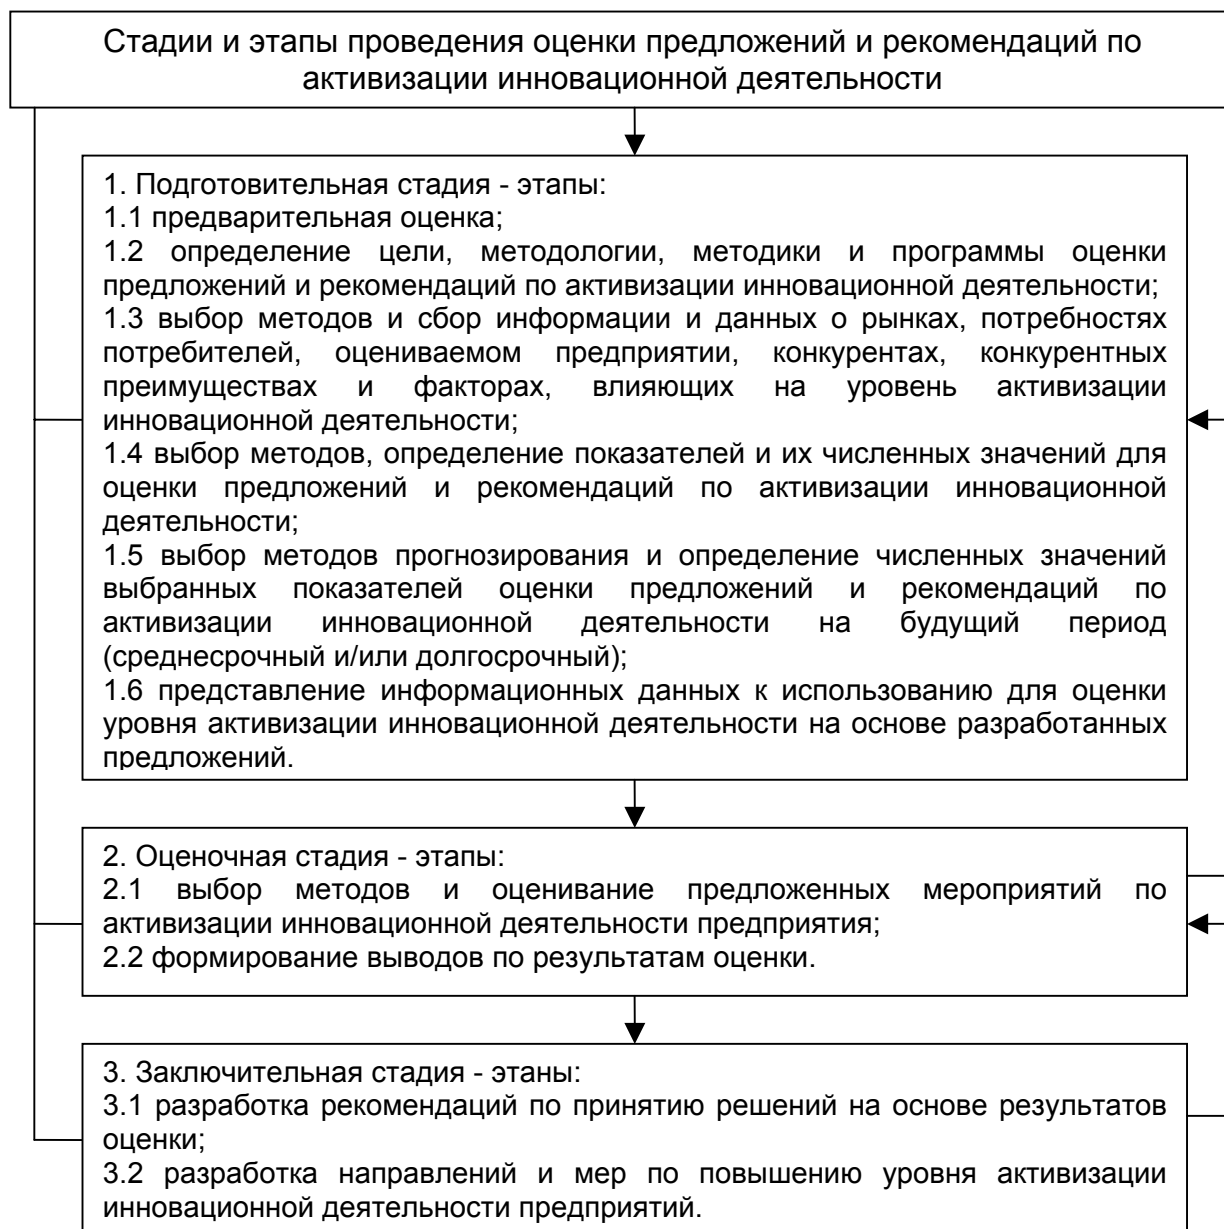 Стадии и этапы проведения оценки предложений и рекомендаций по
активизации инновационной деятельности
1. Подготовительная стадия - этапы:
1.1 предварительная оценка;
1.2 определение цели, методологии, методики и программы оценки
предложений и рекомендаций по активизации инновационной деятельности;
1.3 выбор методов и сбор информации и данных о рынках, потребностях
потребителей, оцениваемом предприятии, конкурентах, конкурентных
преимуществах и факторах, влияющих на уровень активизации
инновационной деятельности;
1.4 выбор методов, определение показателей и их численных значений для
оценки предложений и рекомендаций по активизации инновационной
деятельности;
1.5 выбор методов прогнозирования и определение численных значений
выбранных показателей оценки предложений и рекомендаций по
активизации инновационной деятельности на будущий период
(среднесрочный и/или долгосрочный);
1.6 представление информационных данных к использованию для оценки
уровня активизации инновационной деятельности на основе разработанных
предложений.
2. Оценочная стадия - этапы:
2.1 выбор методов и оценивание предложенных мероприятий по
активизации инновационной деятельности предприятия;
2.2 формирование выводов по результатам оценки.
3. Заключительная стадия - этаны:
3.1 разработка рекомендаций по принятию решений на основе результатов
оценки;
3.2 разработка направлений и мер по повышению уровня активизации
инновационной деятельности предприятий.